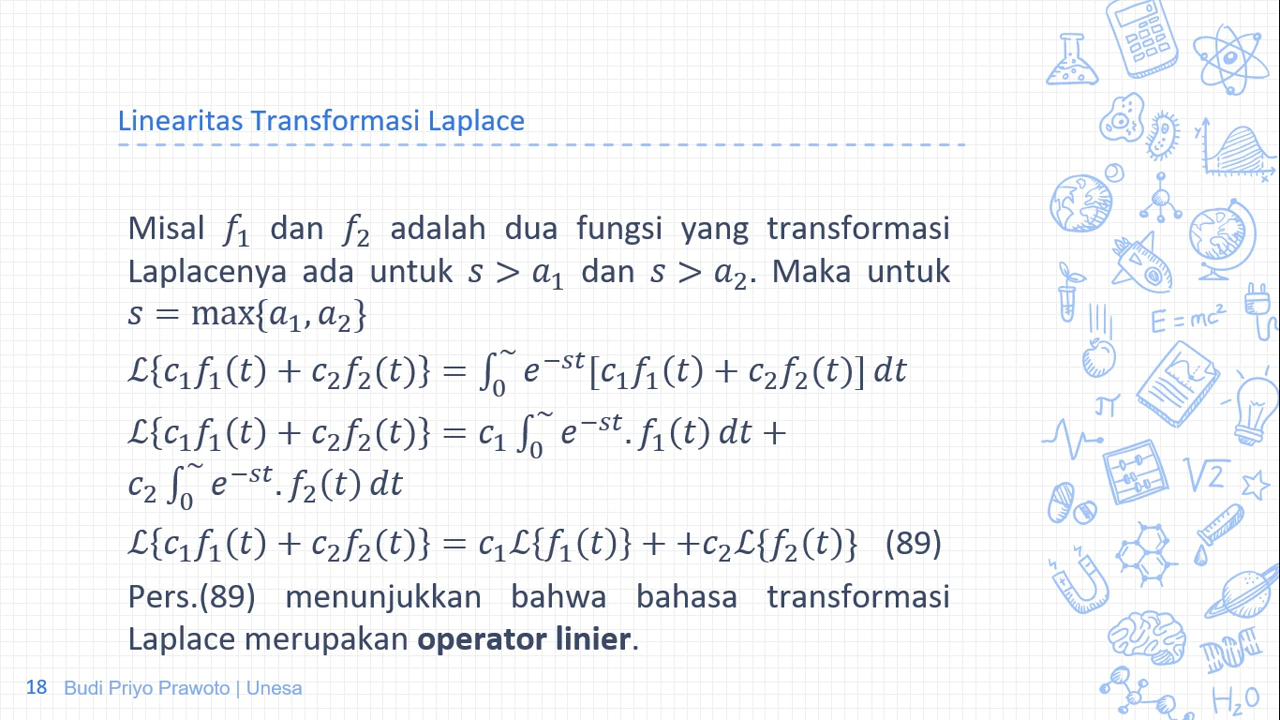 Linearitas Transformasi Laplace
Misal f₁ dan f₂ adalah dua fungsi yang transformasi
Laplacenya ada untuk s > a₁ dan s > a₂. Maka untuk
s = max{a₁, a₂}
ℒ{c₁f₁(t) + c₂f₂(t)} = ∫₀^~ e^−st[c₁f₁(t) + c₂f₂(t)] dt
ℒ{c₁f₁(t) + c₂f₂(t)} = c₁ ∫₀^~ e^−st. f₁(t) dt +
c₂ ∫₀^~ e^−st. f₂(t) dt
ℒ{c₁f₁(t) + c₂f₂(t)} = c₁ℒ{f₁(t)} + +c₂ℒ{f₂(t)} (89)
Pers.(89) menunjukkan bahwa bahasa transformasi
Laplace merupakan operator linier.
18 Budi Priyo Prawoto | Unesa
y
x
E = mc²
π
√2
H₂O